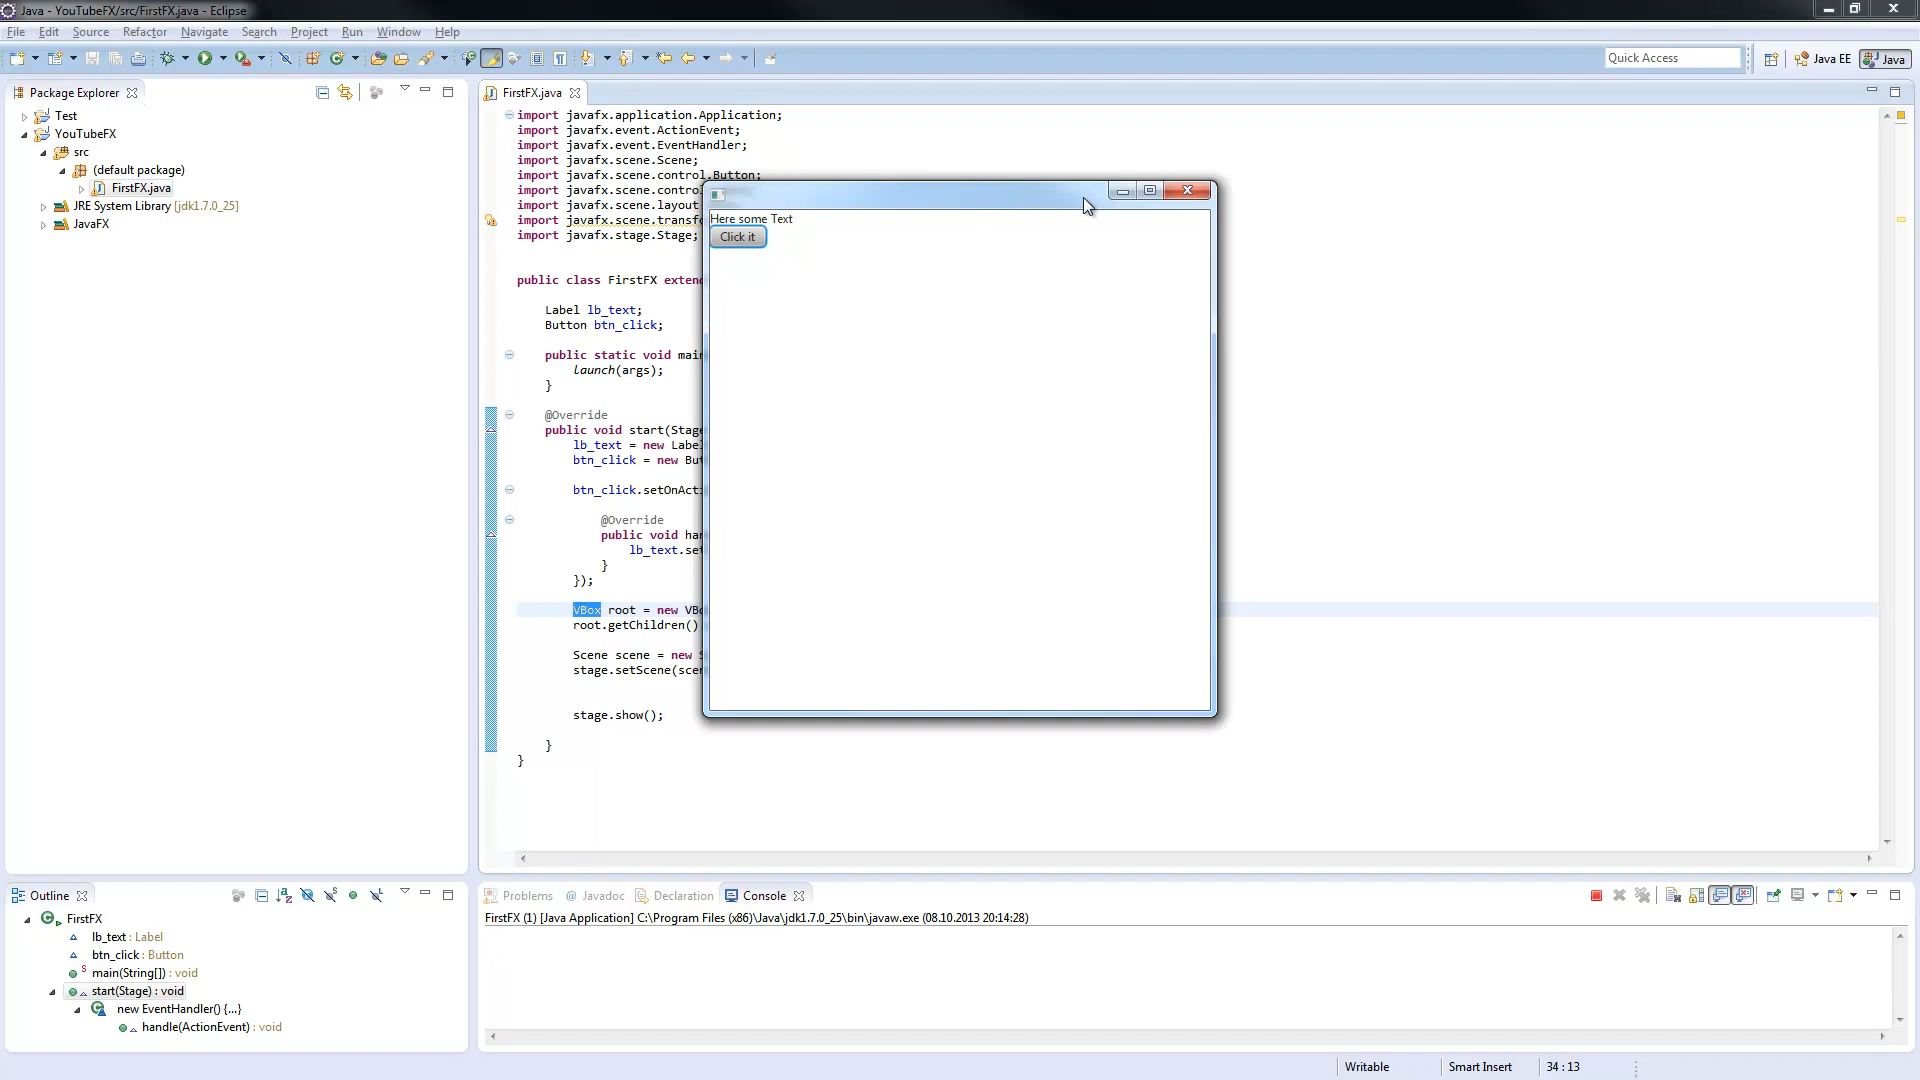 Java - YouTubeFX/src/FirstFX.java - Eclipse
File Edit Source Refactor Navigate Search Project Run Window Help
Quick Access
Java EE
Java
Package Explorer
Test
YouTubeFX
src
(default package)
FirstFX.java
JRE System Library [jdk1.7.0_25]
JavaFX
FirstFX.java
import javafx.application.Application;
import javafx.event.ActionEvent;
import javafx.event.EventHandler;
import javafx.scene.Scene;
import javafx.scene.control.Button;
import javafx.scene.contro
import javafx.scene.layout
import javafx.scene.transf
import javafx.stage.Stage;
public class FirstFX extend
Label lb_text;
Button btn_click;
public static void main
launch(args);
}
@Override
public void start(Stage
lb_text = new Label
btn_click = new But
btn_click.setOnActi
@Override
public void han
lb_text.set
}
});
VBox root = new VBo
root.getChildren()
Scene scene = new S
stage.setScene(scen
stage.show();
}
}
Here some Text
Click it
Outline
FirstFX
lb_text : Label
btn_click : Button
main(String[]) : void
start(Stage) : void
new EventHandler() {...}
handle(ActionEvent) : void
Problems
@ Javadoc
Declaration
Console
FirstFX (1) [Java Application] C:\Program Files (x86)\Java\jdk1.7.0_25\bin\javaw.exe (08.10.2013 20:14:28)
Writable
Smart Insert
34 : 13